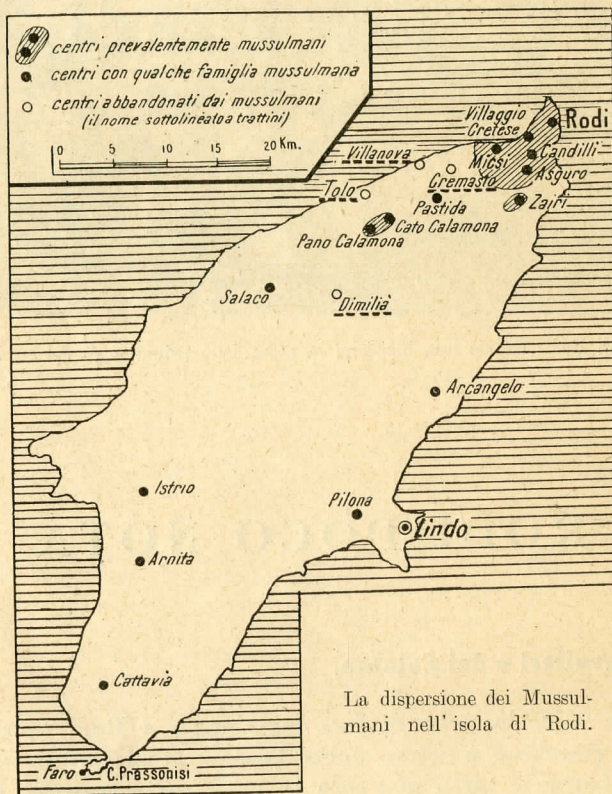 centri prevalentemente mussulmani
centri con qualche famiglia mussulmana
centri abbandonati dai mussulmani
(il nome sottolineato a trattini)
0 5 10 15 20 Km.
Villaggio Cretese
Rodi
Villanova
Micsi
Candilli
Cremasto
Asguro
Tolo
Pastida
Zairi
Cato Calamona
Pano Calamona
Salaco
Dimilià
Arcangelo
Istrio
Pilona
Lindo
Arnita
Cattavia
La dispersione dei Mussul-
mani nell'isola di Rodi.
Faro
C. Prassonisi